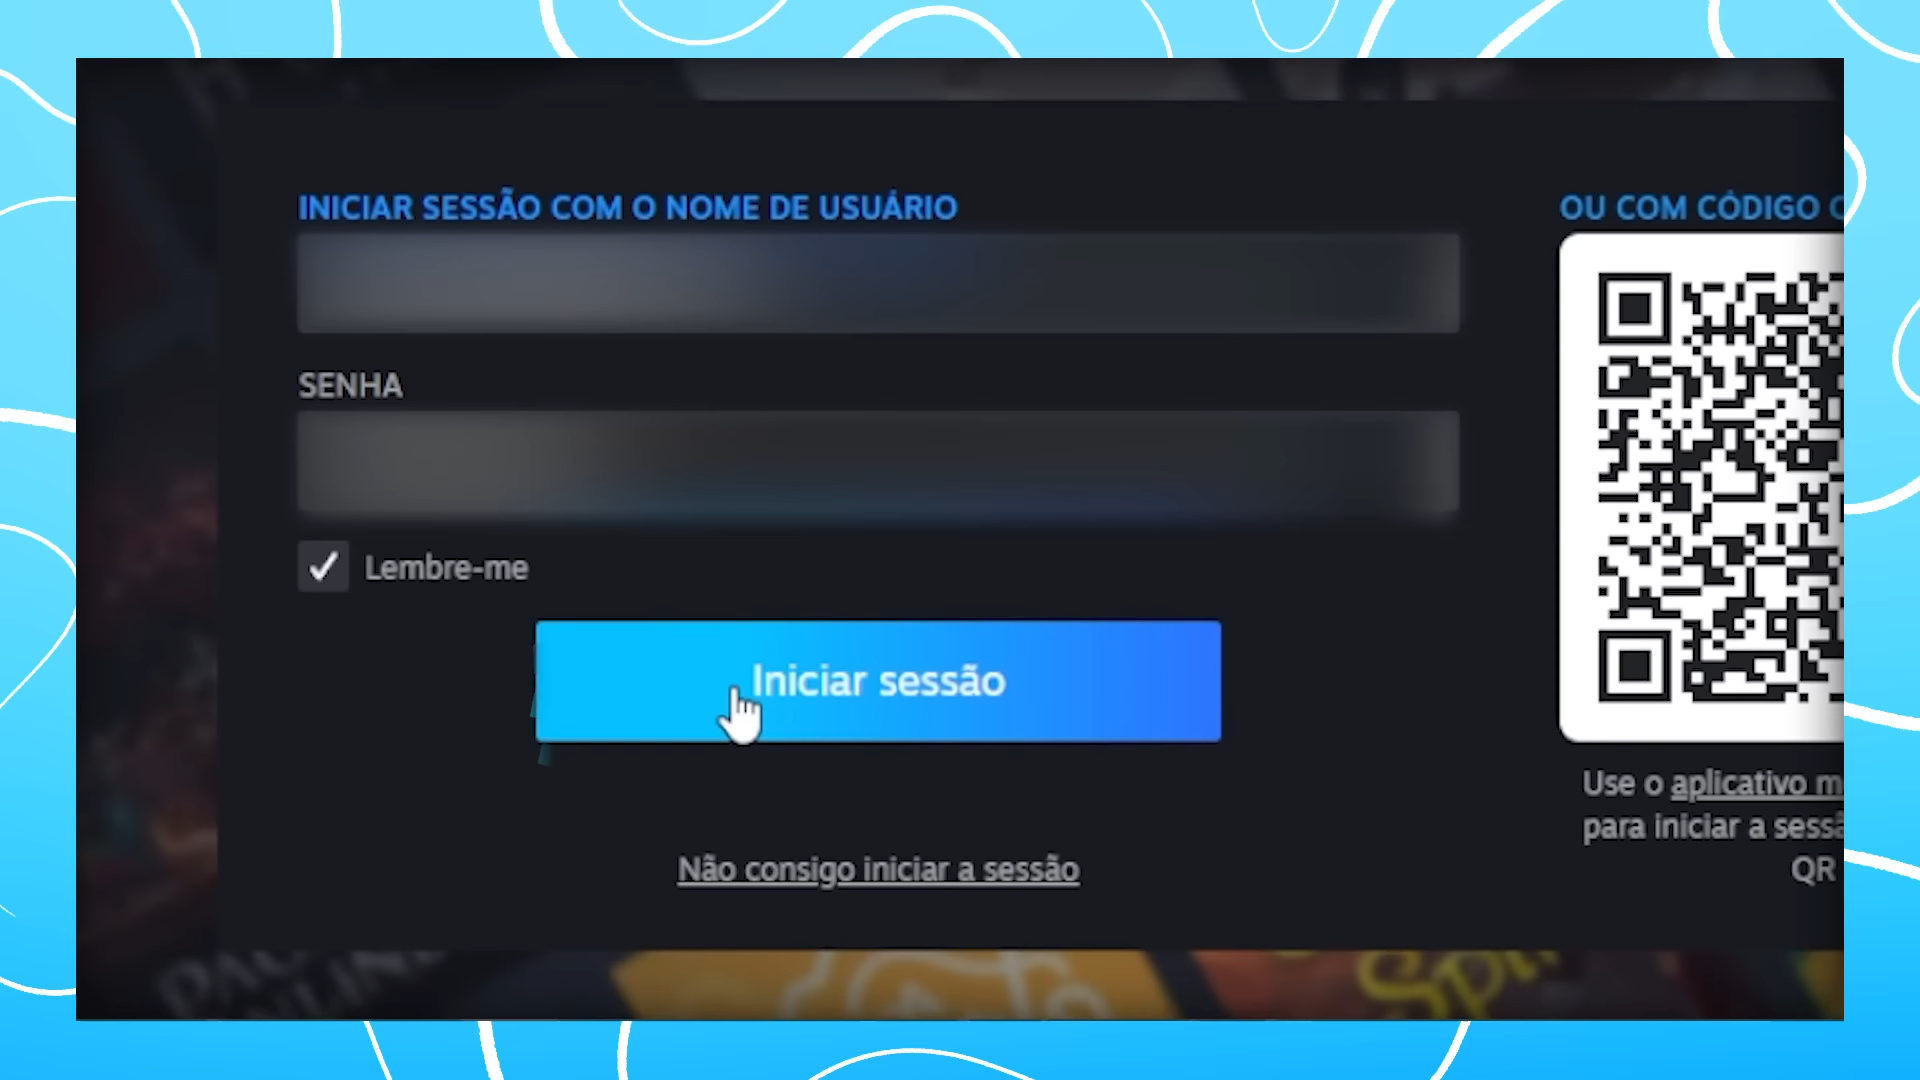 INICIAR SESSÃO COM O NOME DE USUÁRIO
SENHA
Lembre-me
Iniciar sessão
Não consigo iniciar a sessão
OU COM CÓDIGO
Use o aplicativo
para iniciar a
QR